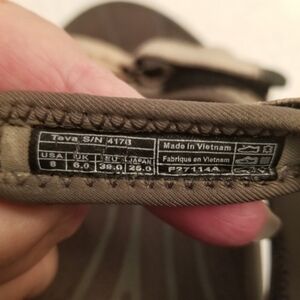 Teva S/N 4176
USA UK EU JAPAN
8 6.0 39.0 25.0
Made in Vietnam
Fabriqué en Vietnam
F27114A